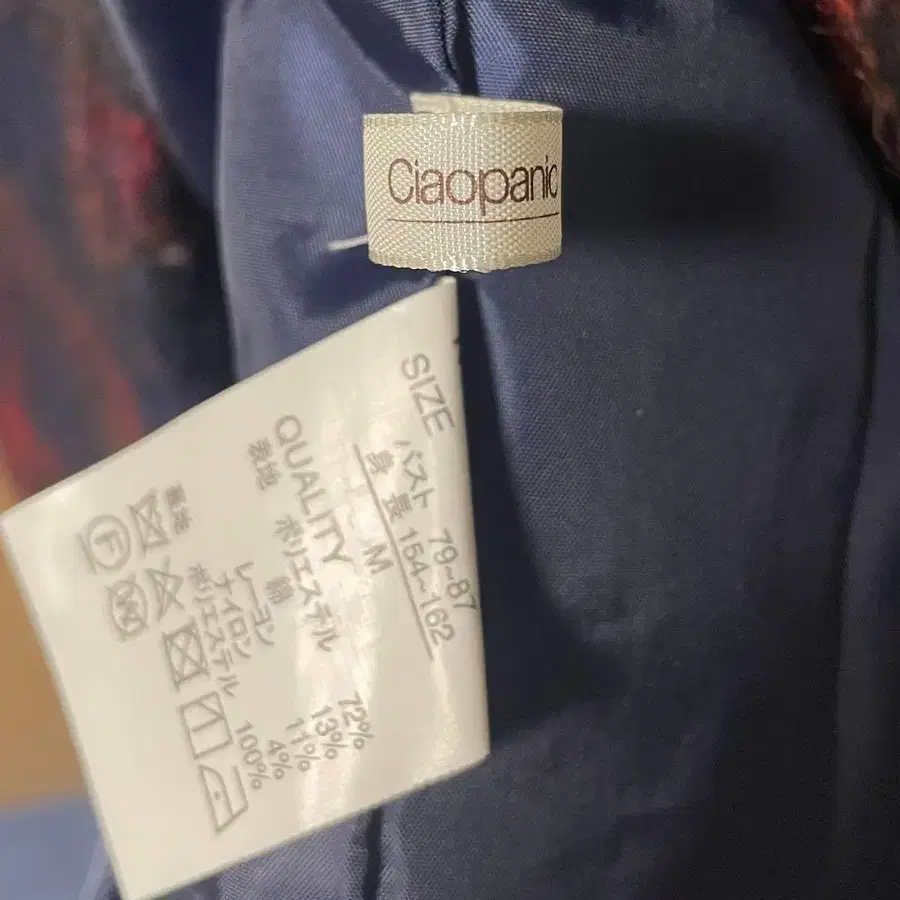 Ciaopanic
SIZE
バスト 79-87
身長 154~162
M
QUALITY
表地 ポリエステル 72%
綿 13%
レーヨン 11%
ナイロン 4%
裏地 ポリエステル 100%
F